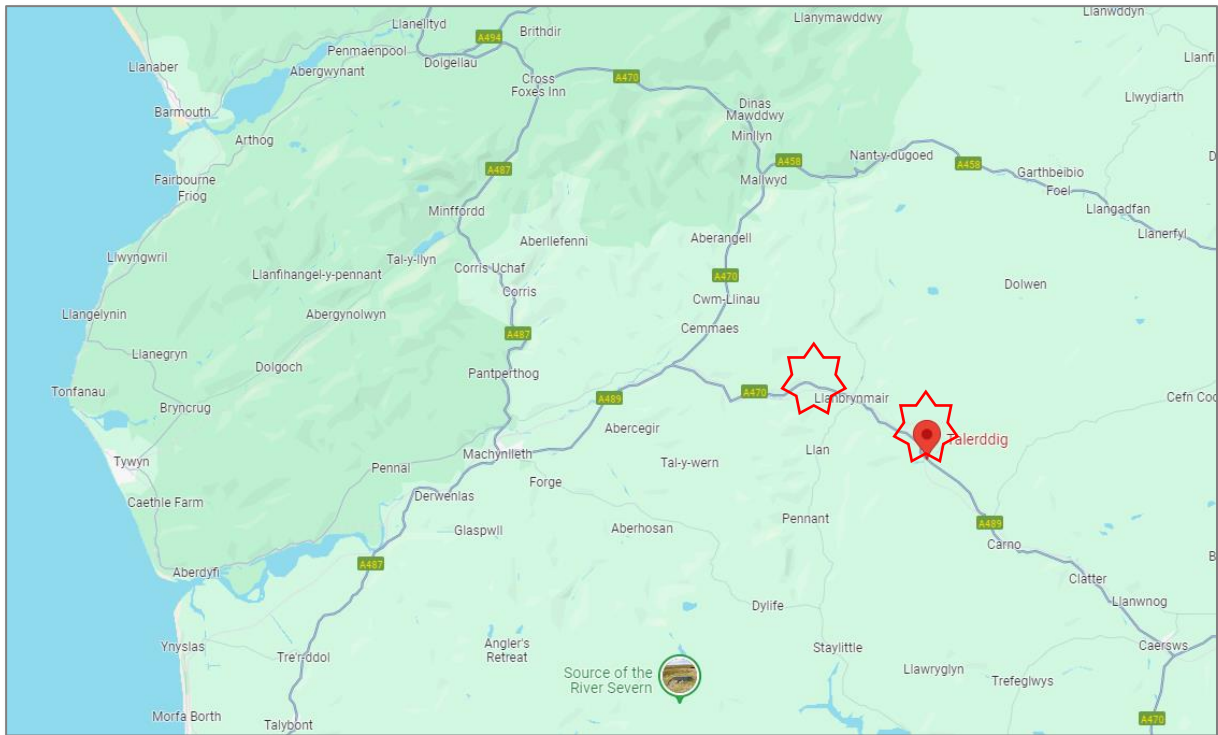 Llanelltyd
Brithdir
Llanymawddwy
Llanwddyn
A494
Penmaenpool
Dolgellau
Llanaber
Abergwynant
Cross
Foxes Inn
A470
Llanfi
Llwydiarth
Barmouth
Dinas
Mawddwy
Minllyn
Arthog
A487
A458
Nant-y-dugoed
D
A458
Garthbeibio
Foel
Mallwyd
Fairbourne
Friog
Minffordd
Llangadfan
Llanerfyl
Aberllefenni
Aberangell
Llwyngwril
Tal-y-llyn
Corris Uchaf
Llanfihangel-y-pennant
A470
Dolwen
Corris
Cwm-Llinau
Llangelynin
Abergynolwyn
A487
Cemmaes
Llanegryn
Dolgoch
Pantperthog
Tonfanau
A470
Llanbrynmair
Cefn Coc
Bryncrug
A489
Abercegir
Talerddig
Tywyn
Machynlleth
Llan
Pennal
Tal-y-wern
Forge
Caethle Farm
Derwenlas
Glaspwll
Aberhosan
Pennant
A489
Carno
B
Aberdyfi
A487
Clatter
Dylife
Llanwnog
Ynyslas
Tre'r-ddol
Angler's
Retreat
Staylittle
Caersws
Source of the
River Severn
Llawryglyn
Trefeglwys
Morfa Borth
Talybont
A470